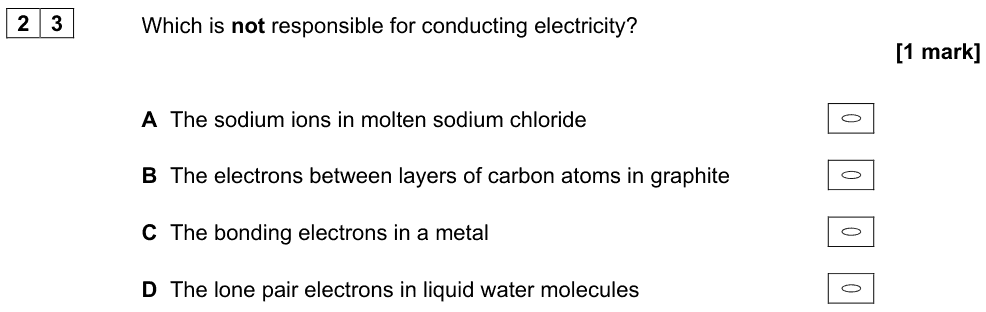 2 3 Which is not responsible for conducting electricity?
[1 mark]
A The sodium ions in molten sodium chloride
B The electrons between layers of carbon atoms in graphite
C The bonding electrons in a metal
D The lone pair electrons in liquid water molecules